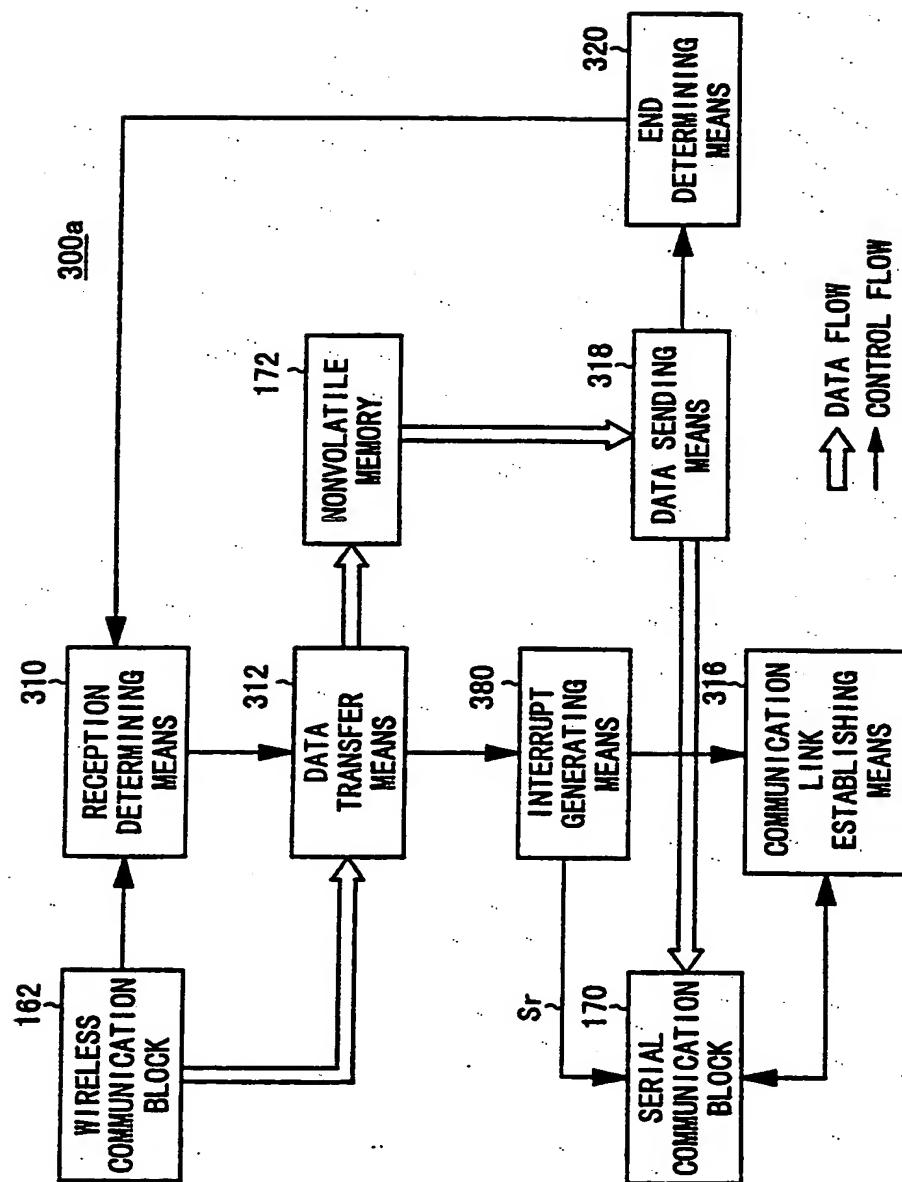 300a
162
WIRELESS
COMMUNICATION
BLOCK
310
RECEPTION
DETERMINING
MEANS
312
DATA
TRANSFER
MEANS
172
NONVOLATILE
MEMORY
380
INTERRUPT
GENERATING
MEANS
Sr
170
SERIAL
COMMUNICATION
BLOCK
316
COMMUNICATION
LINK
ESTABLISHING
MEANS
318
DATA SENDING
MEANS
320
END
DETERMINING
MEANS
DATA FLOW
CONTROL FLOW